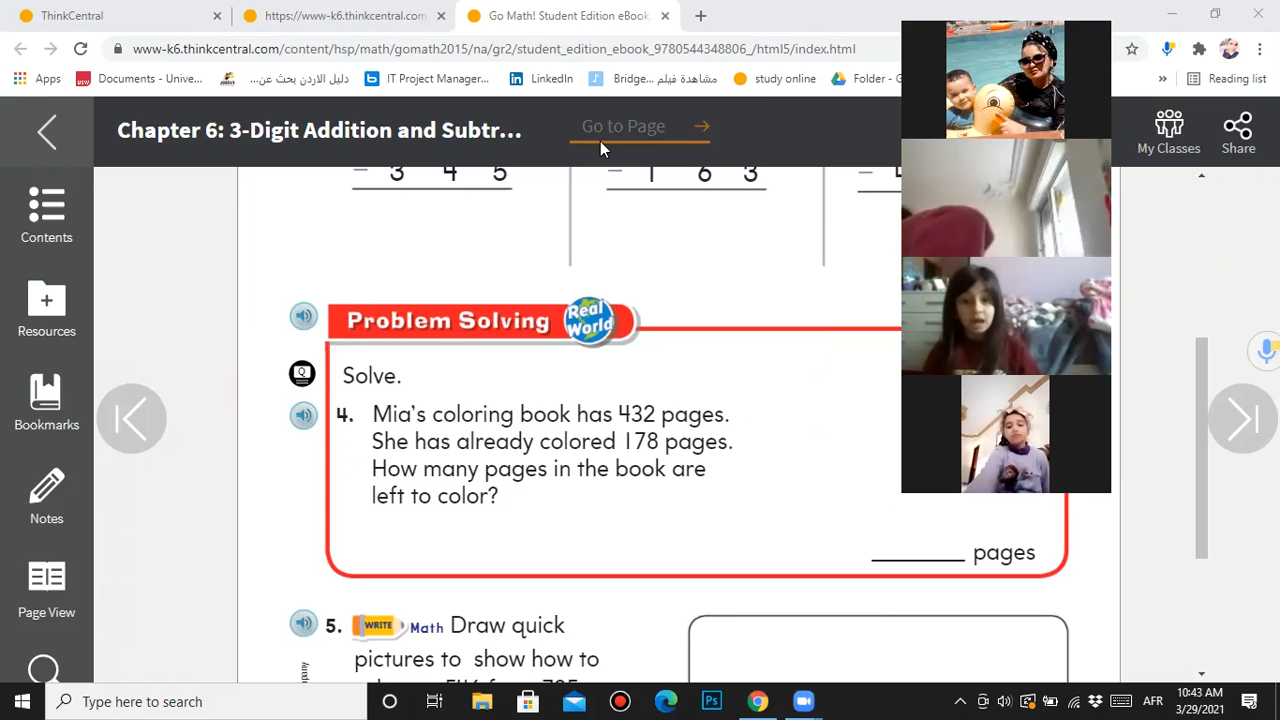 ThinkCentral
https://www-k6.thinkcentral.com
Go Math! Student Edition eBook
www-k6.thinkcentral.com/content/hsp/math/gomath2015/na/gr2/student_edition_ebook_9780544348806_/html5/index.html
Apps
Documents - Unive...
الاردن بحث عن...
IT Project Manager...
LinkedIn
Bridge... مشاهدة فيلم
story online
Folder - G
Reading list
Chapter 6: 3-Digit Addition and Subtr...
Go to Page
My Classes
Share
Contents
Resources
Bookmarks
Notes
Page View
− 3 4 5
− 1 6 3
Problem Solving
Real World
Solve.
4. Mia's coloring book has 432 pages.
She has already colored 178 pages.
How many pages in the book are
left to color?
pages
5. WRITE Math Draw quick
pictures to show how to
Type here to search
AFR
10:43 AM
3/29/2021